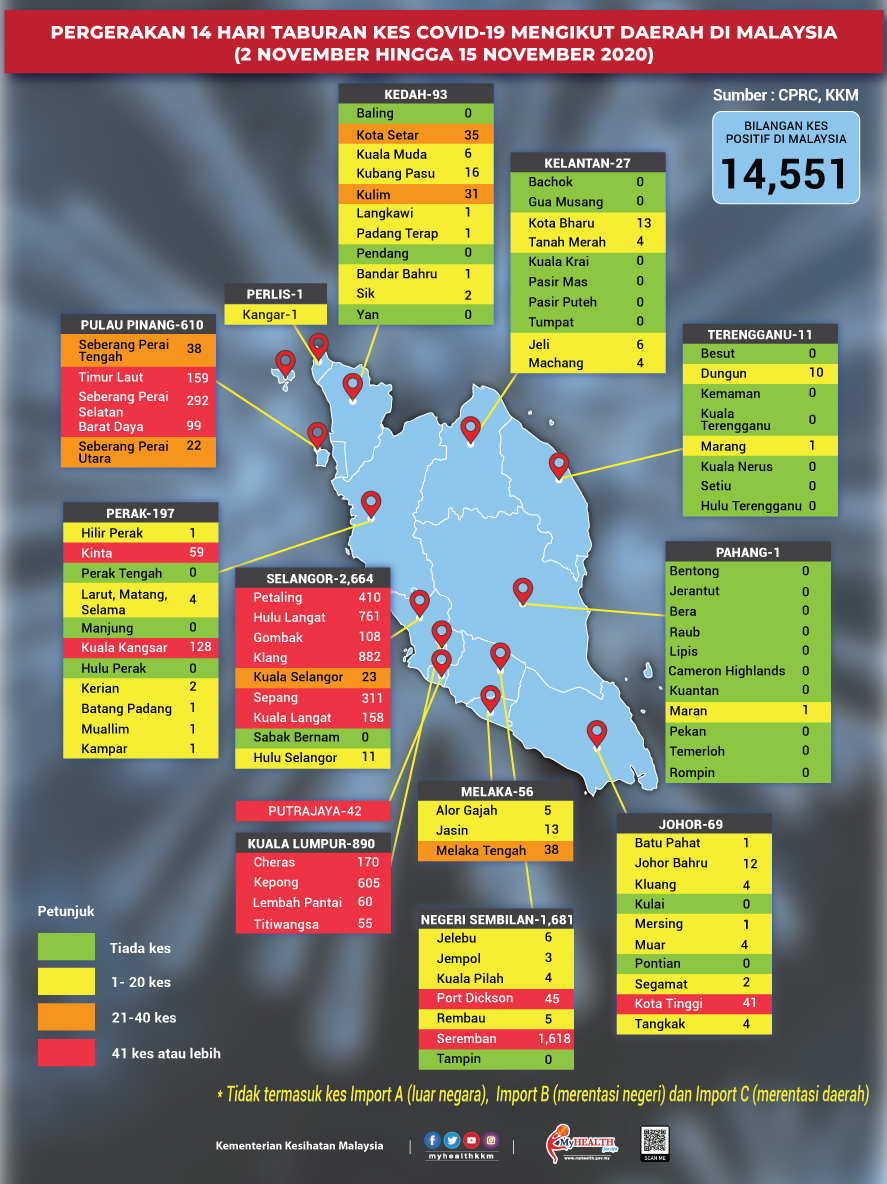 PERGERAKAN 14 HARI TABURAN KES COVID-19 MENGIKUT DAERAH DI MALAYSIA
(2 NOVEMBER HINGGA 15 NOVEMBER 2020)
Sumber : CPRC, KKM
BILANGAN KES
POSITIF DI MALAYSIA
14,551
KEDAH-93
Baling 0
Kota Setar 35
Kuala Muda 6
Kubang Pasu 16
Kulim 31
Langkawi 1
Padang Terap 1
Pendang 0
Bandar Bahru 1
Sik 2
Yan 0
KELANTAN-27
Bachok 0
Gua Musang 0
Kota Bharu 13
Tanah Merah 4
Kuala Krai 0
Pasir Mas 0
Pasir Puteh 0
Tumpat 0
Jeli 6
Machang 4
PERLIS-1
Kangar-1
PULAU PINANG-610
Seberang Perai
Tengah 38
Timur Laut 159
Seberang Perai
Selatan 292
Barat Daya 99
Seberang Perai
Utara 22
TERENGGANU-11
Besut 0
Dungun 10
Kemaman 0
Kuala
Terengganu 0
Marang 1
Kuala Nerus 0
Setiu 0
Hulu Terengganu 0
PERAK-197
Hilir Perak 1
Kinta 59
Perak Tengah 0
Larut, Matang,
Selama 4
Manjung 0
Kuala Kangsar 128
Hulu Perak 0
Kerian 2
Batang Padang 1
Muallim 1
Kampar 1
SELANGOR-2,664
Petaling 410
Hulu Langat 761
Gombak 108
Klang 882
Kuala Selangor 23
Sepang 311
Kuala Langat 158
Sabak Bernam 0
Hulu Selangor 11
PAHANG-1
Bentong 0
Jerantut 0
Bera 0
Raub 0
Lipis 0
Cameron Highlands 0
Kuantan 0
Maran 1
Pekan 0
Temerloh 0
Rompin 0
PUTRAJAYA-42
KUALA LUMPUR-890
Cheras 170
Kepong 605
Lembah Pantai 60
Titiwangsa 55
MELAKA-56
Alor Gajah 5
Jasin 13
Melaka Tengah 38
JOHOR-69
Batu Pahat 1
Johor Bahru 12
Kluang 4
Kulai 0
Mersing 1
Muar 4
Pontian 0
Segamat 2
Kota Tinggi 41
Tangkak 4
NEGERI SEMBILAN-1,681
Jelebu 6
Jempol 3
Kuala Pilah 4
Port Dickson 45
Rembau 5
Seremban 1,618
Tampin 0
Petunjuk
Tiada kes
1- 20 kes
21-40 kes
41 kes atau lebih
* Tidak termasuk kes Import A (luar negara), Import B (merentasi negeri) dan Import C (merentasi daerah)
Kementerian Kesihatan Malaysia
myhealthkkm
MyHEALTH
for life
www.myhealth.gov.my
SCAN ME